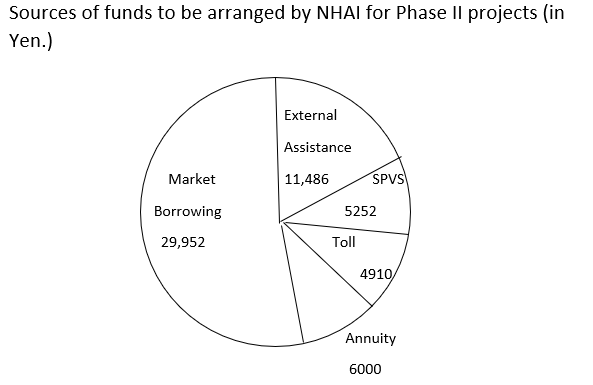 Sources of funds to be arranged by NHAI for Phase II projects (in
Yen.)
External
Assistance
11,486
SPVS
5252
Toll
4910
Annuity
6000
Market
Borrowing
29,952